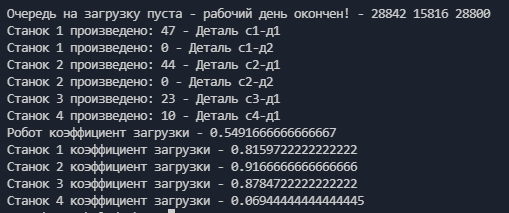 Очередь на загрузку пуста - рабочий день окончен! - 28842 15816 28800
Станок 1 произведено: 47 - Деталь с1-д1
Станок 1 произведено: 0 - Деталь с1-д2
Станок 2 произведено: 44 - Деталь с2-д1
Станок 2 произведено: 0 - Деталь с2-д2
Станок 3 произведено: 23 - Деталь с3-д1
Станок 4 произведено: 10 - Деталь с4-д1
Робот коэффициент загрузки - 0.5491666666666667
Станок 1 коэффициент загрузки - 0.8159722222222222
Станок 2 коэффициент загрузки - 0.9166666666666666
Станок 3 коэффициент загрузки - 0.8784722222222222
Станок 4 коэффициент загрузки - 0.06944444444444445